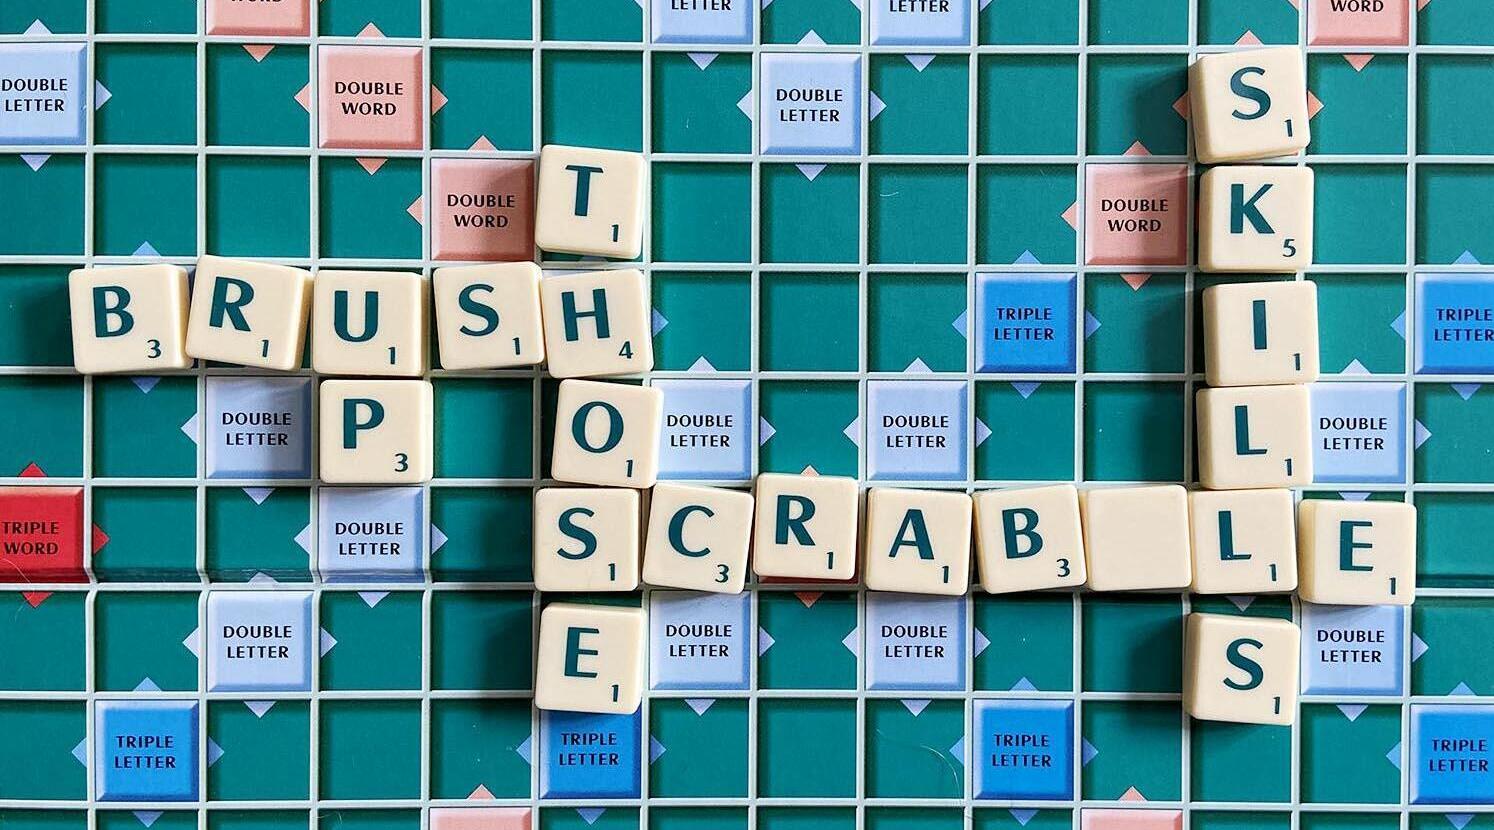 WORD LETTER LETTER WORD
DOUBLE DOUBLE DOUBLE S
LETTER WORD LETTER 1
DOUBLE T DOUBLE K
WORD 1 WORD 5
B R U S H TRIPLE I TRIPLE
3 1 1 1 4 LETTER 1 LETTER
DOUBLE P O DOUBLE DOUBLE L DOUBLE
LETTER 3 1 LETTER LETTER 1 LETTER
TRIPLE DOUBLE S C R A B L E
WORD LETTER 1 3 1 1 3 1 1
DOUBLE E DOUBLE DOUBLE S DOUBLE
LETTER 1 LETTER LETTER 1 LETTER
TRIPLE TRIPLE TRIPLE TRIPLE
LETTER LETTER LETTER LETTER